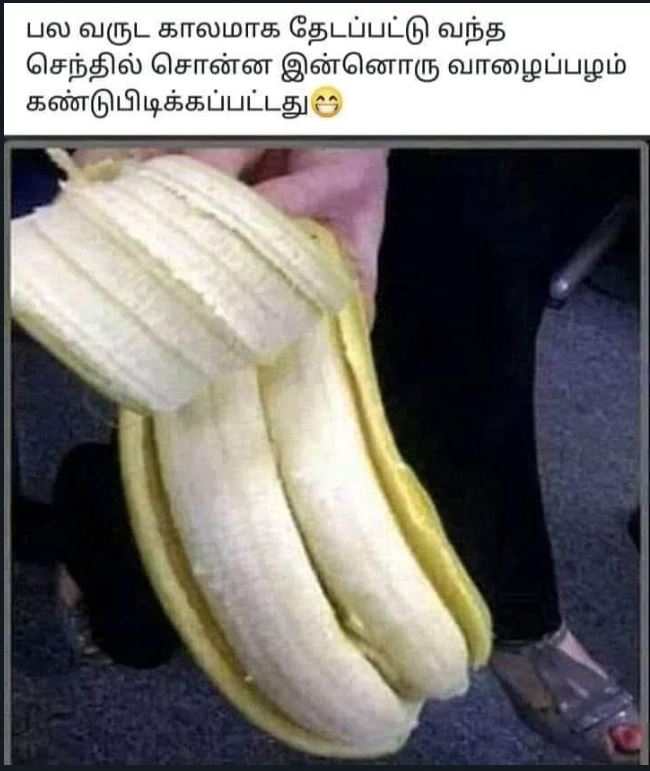 பல வருட காலமாக தேடப்பட்டு வந்த
செந்தில் சொன்ன இன்னொரு வாழைப்பழம்
கண்டுபிடிக்கப்பட்டது😁